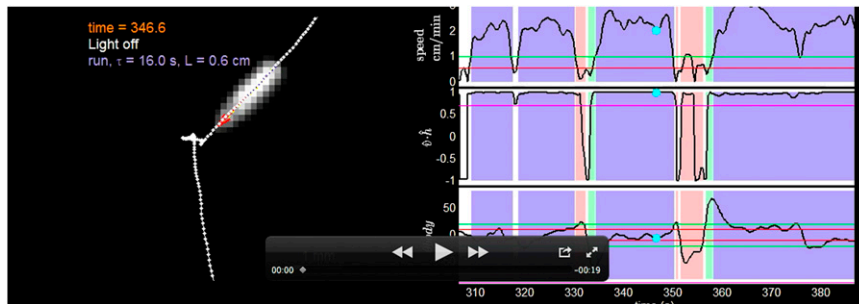 time = 346.6
Light off
run, τ = 16.0 s, L = 0.6 cm
speed
cm/min
3
2
1
0
v̂·ĥ
1
0.5
0
-0.5
-1
50
0
00:00
-00:19
310 320 330 340 350 360 370 380
time (s)